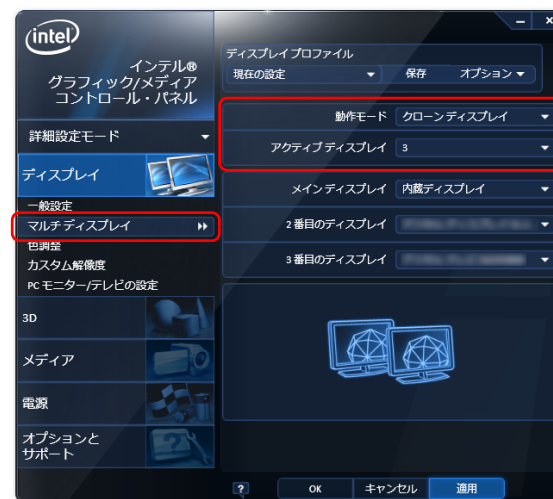 intel
インテル®
グラフィック/メディア
コントロール・パネル
詳細設定モード
ディスプレイ
一般設定
マルチディスプレイ
色調整
カスタム解像度
PC モニター/テレビの設定
3D
メディア
電源
オプションと
サポート
ディスプレイ プロファイル
現在の設定 保存 オプション
動作モード クローン ディスプレイ
アクティブ ディスプレイ 3
メイン ディスプレイ 内蔵ディスプレイ
2 番目のディスプレイ
3 番目のディスプレイ
? OK キャンセル 適用